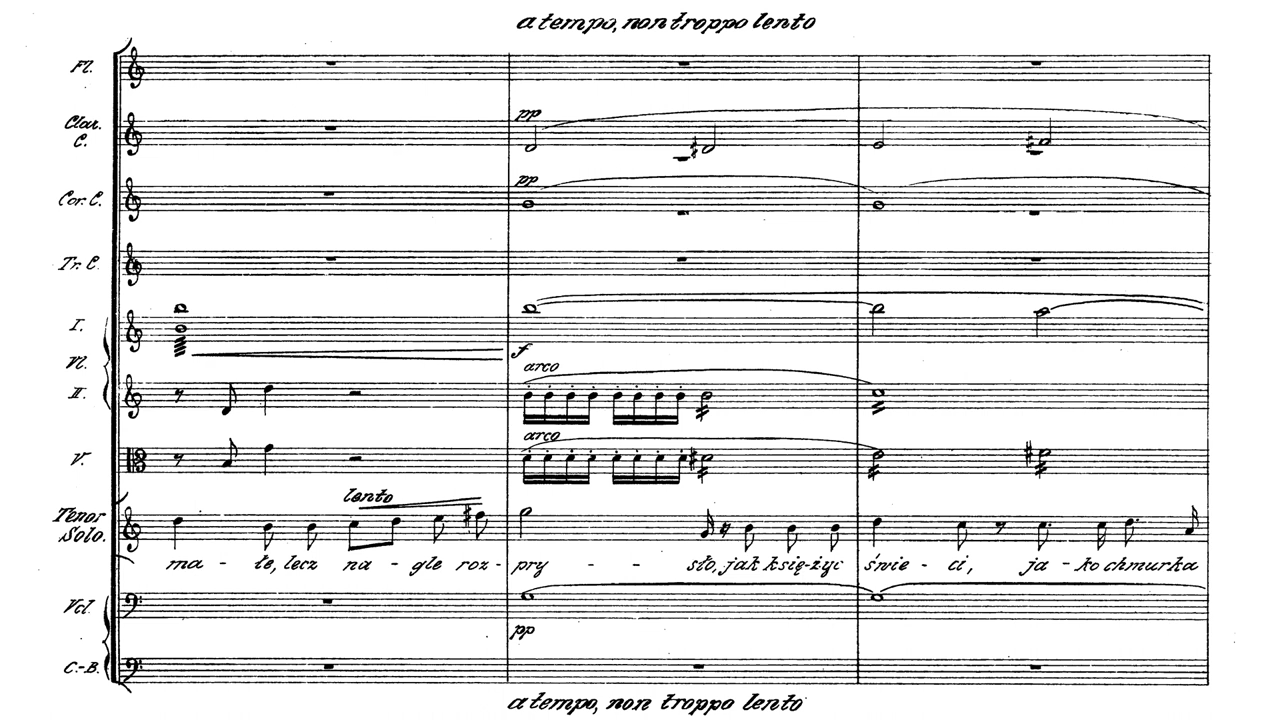 a tempo, non troppo lento
Fl.
Clar.
C.
pp
Cor. C.
pp
Tr. C.
I.
Vl.
f
II.
arco
V.
arco
lento
Tenor
Solo.
ma - łe, lecz na - gle roz - pry - - sło, jak księ-życ świe - ci, ja - ko chmurka
Vcl.
pp
C.-B.
a tempo, non troppo lento